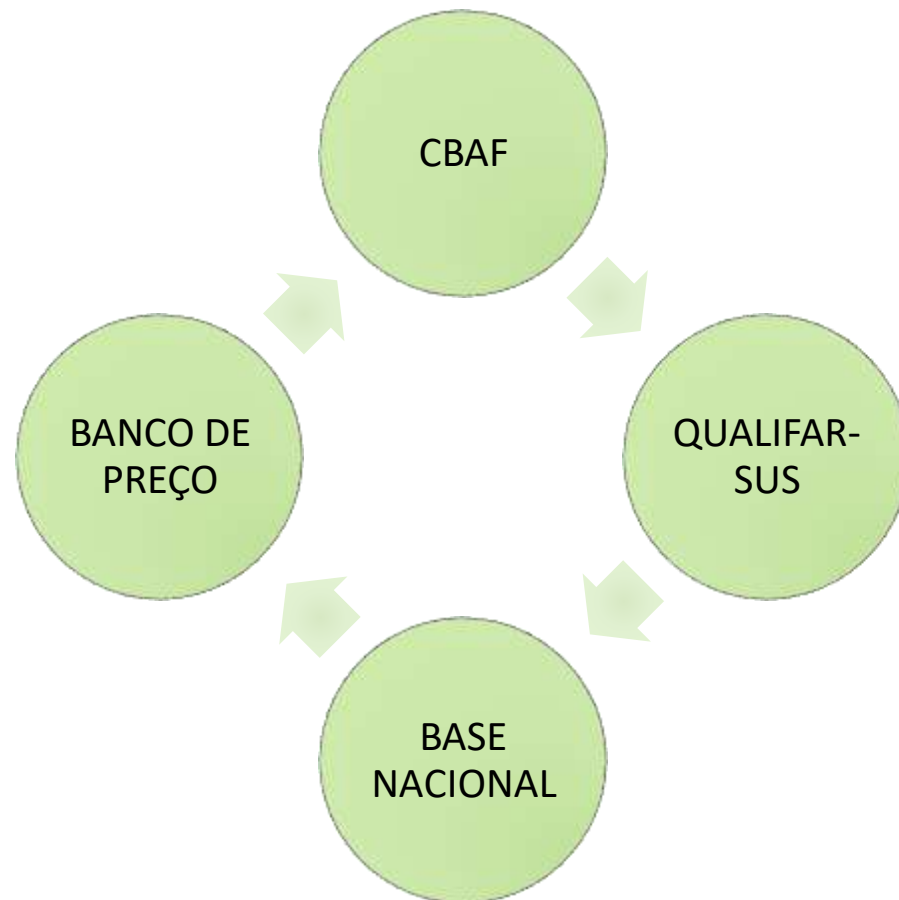 CBAF
BANCO DE
PREÇO
QUALIFAR-
SUS
BASE
NACIONAL